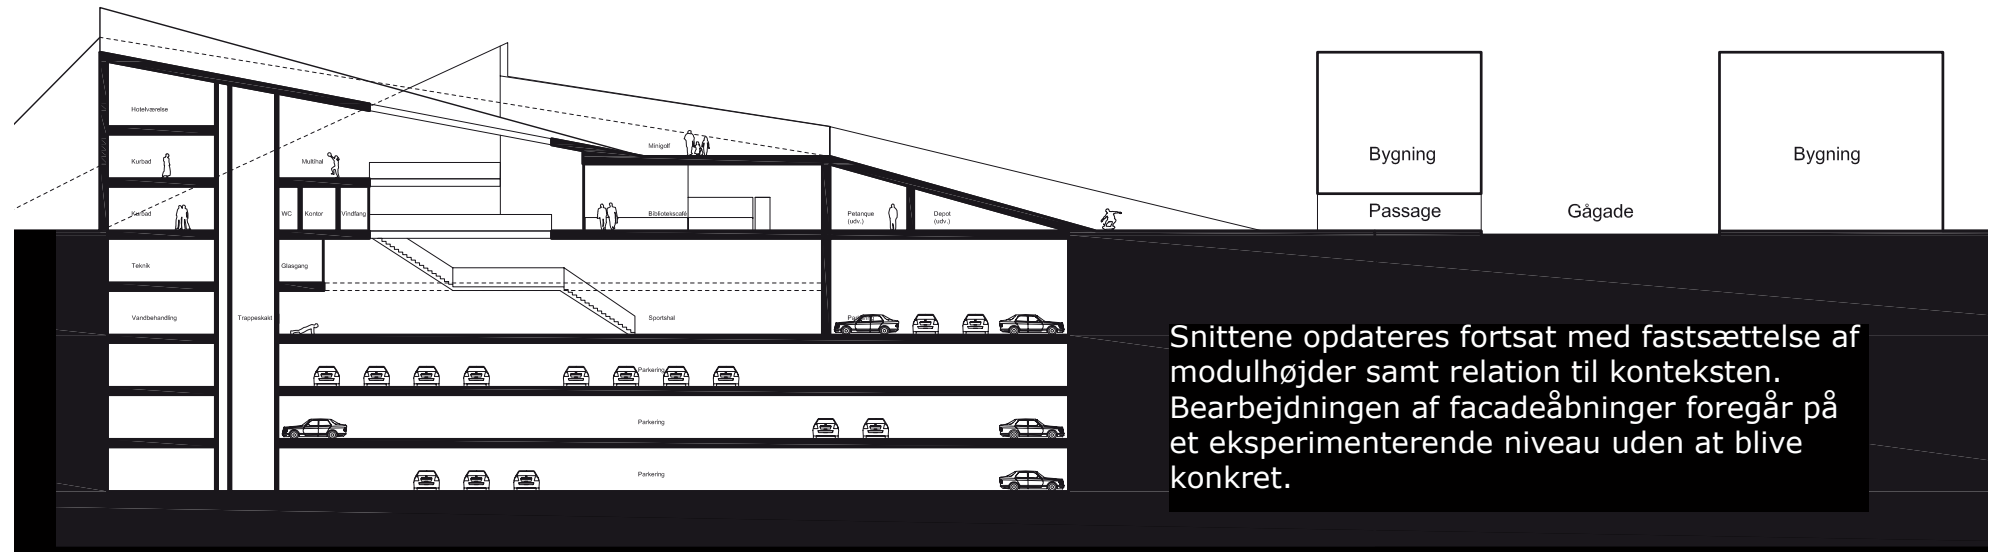 Hotelværelse
Kurbad
Multihal
Minigolf
Bygning
Bygning
Kurbad
WC
Kontor
Vindfang
Bibliotekscafé
Petanque
(udv.)
Depot
(udv.)
Passage
Gågade
Teknik
Glasgang
Vandbehandling
Trappeskakt
Sportshal
Parkering
Parkering
Parkering
Snittene opdateres fortsat med fastsættelse af
modulhøjder samt relation til konteksten.
Bearbejdningen af facadeåbninger foregår på
et eksperimenterende niveau uden at blive
konkret.